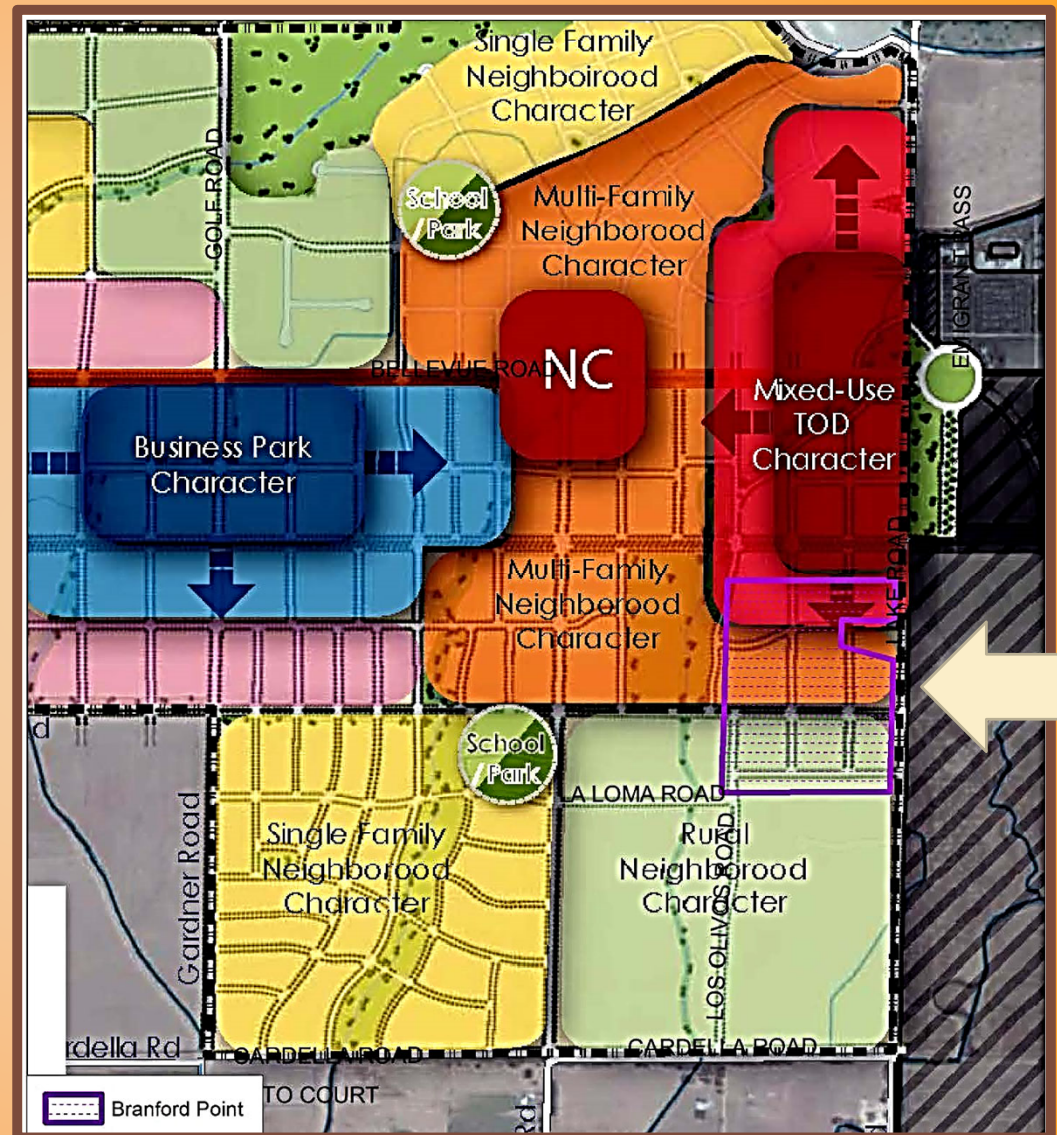 Single Family
Neighboirood
Character
GOLF ROAD
School
/Park
Multi-Family
Neighborood
Character
EMIGRANT PASS
BELLEVUE ROAD
NC
Mixed-Use
TOD
Character
Business Park
Character
LAKE ROAD
Multi-Family
Neighborood
Character
School
/Park
LA LOMA ROAD
Gardner Road
Single Family
Neighborood
Character
Rural
Neighborood
Character
LOS OLIVOS ROAD
rdella Rd
CARDELLA ROAD
CARDELLA ROAD
TO COURT
Rd
Branford Point